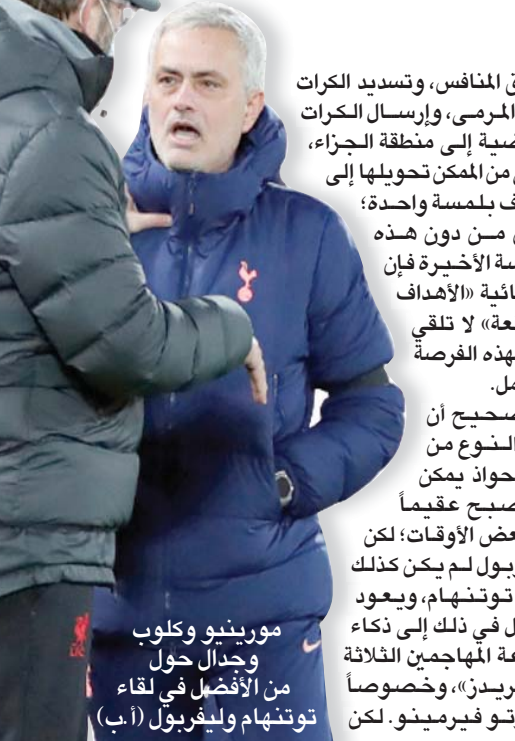 ق المنافس، وتسديد الكرات
المرمى، وإرسال الكرات
ضية إلى منطقة الجزاء،
من الممكن تحويلها إلى
ف بلمسة واحدة؛
من دون هذه
سة الأخيرة فإن
ائية «الأهداف
عة» لا تلقي
هذه الفرصة
مل.
صحيح أن
النوع من
حواذ يمكن
صبح عقيماً
عض الأوقات؛ لكن
ربول لم يكن كذلك
توتنهام، ويعود
ل في ذلك إلى ذكاء
عة المهاجمين الثلاثة
ريدز»، وخصوصاً
تو فيرمينو. لكن
مورينيو وكلوب
وجدال حول
من الأفضل في لقاء
توتنهام وليفربول (أ.ب)